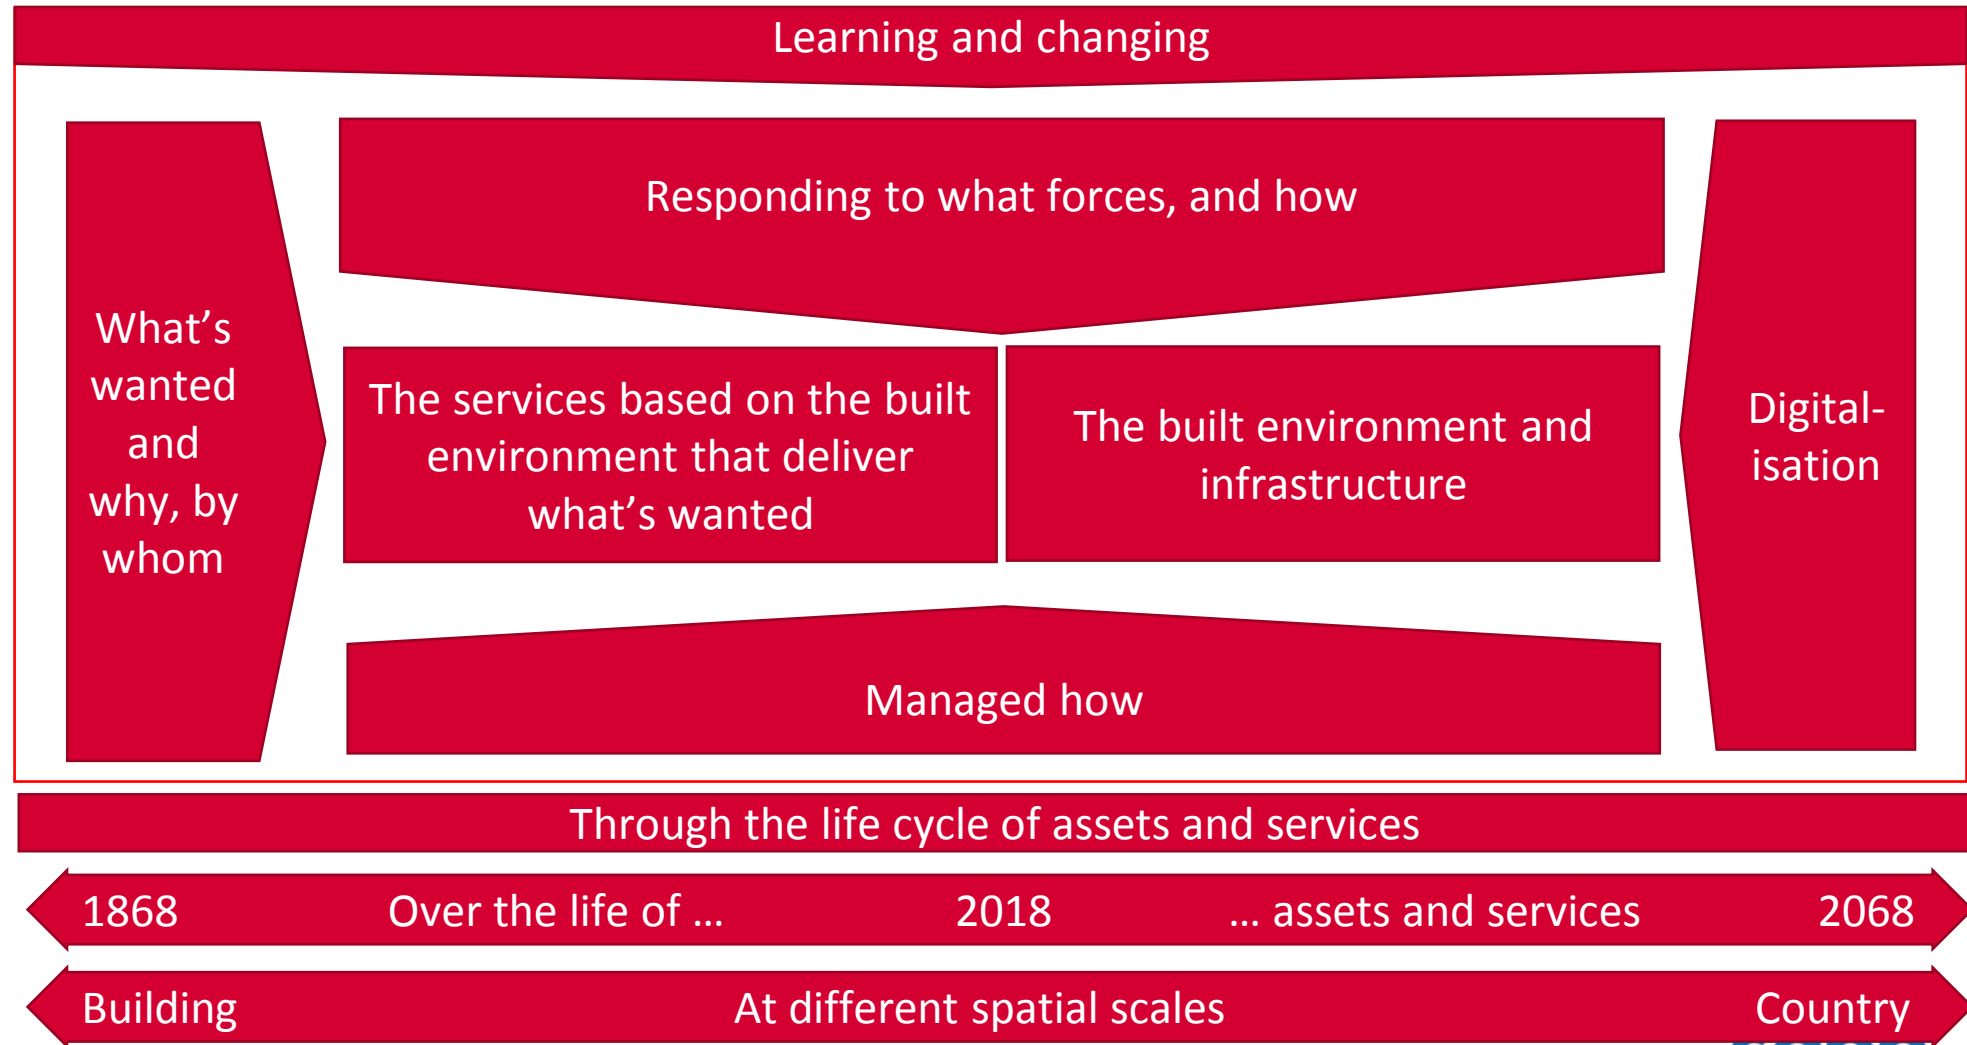 Learning and changing
Responding to what forces, and how
What’s
wanted
and
why, by
whom
The services based on the built
environment that deliver
what’s wanted
The built environment and
infrastructure
Digital-
isation
Managed how
Through the life cycle of assets and services
1868 Over the life of ... 2018 ... assets and services 2068
Building At different spatial scales Country